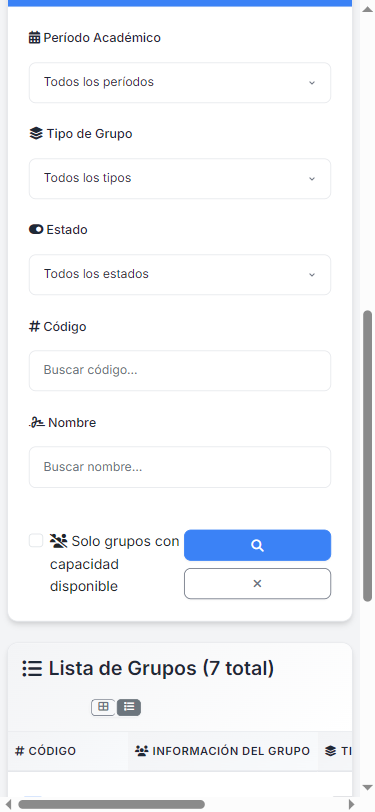 Período Académico
Todos los períodos
Tipo de Grupo
Todos los tipos
Estado
Todos los estados
Código
Buscar código...
Nombre
Buscar nombre...
Solo grupos con
capacidad
disponible
Lista de Grupos (7 total)
CÓDIGO INFORMACIÓN DEL GRUPO TI